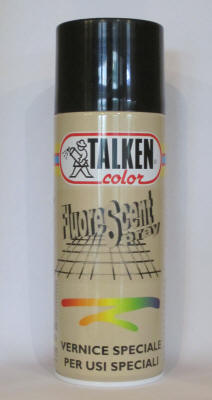 TALKEN
color
FluoreScent
SPray
VERNICE SPECIALE
PER USI SPECIALI